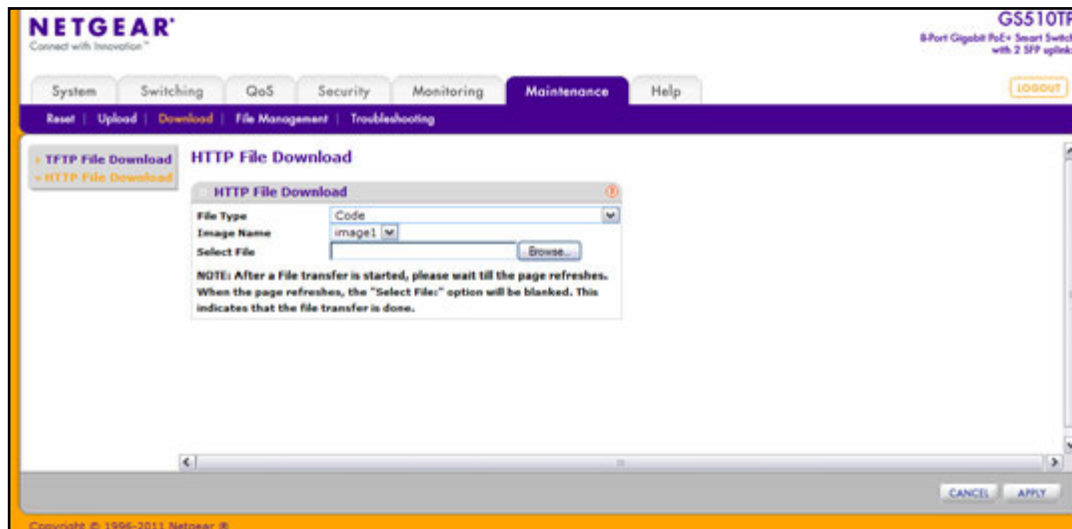 NETGEAR®
Connect with Innovation™
GS510TP
8-Port Gigabit PoE+ Smart Switch
with 2 SFP uplinks
System Switching QoS Security Monitoring Maintenance Help
LOGOUT
Reset | Upload | Download | File Management | Troubleshooting
TFTP File Download
HTTP File Download
HTTP File Download
HTTP File Download
File Type Code
Image Name image1
Select File Browse...
NOTE: After a File transfer is started, please wait till the page refreshes.
When the page refreshes, the "Select File:" option will be blanked. This
indicates that the file transfer is done.
CANCEL APPLY
Copyright © 1996-2011 Netgear ®